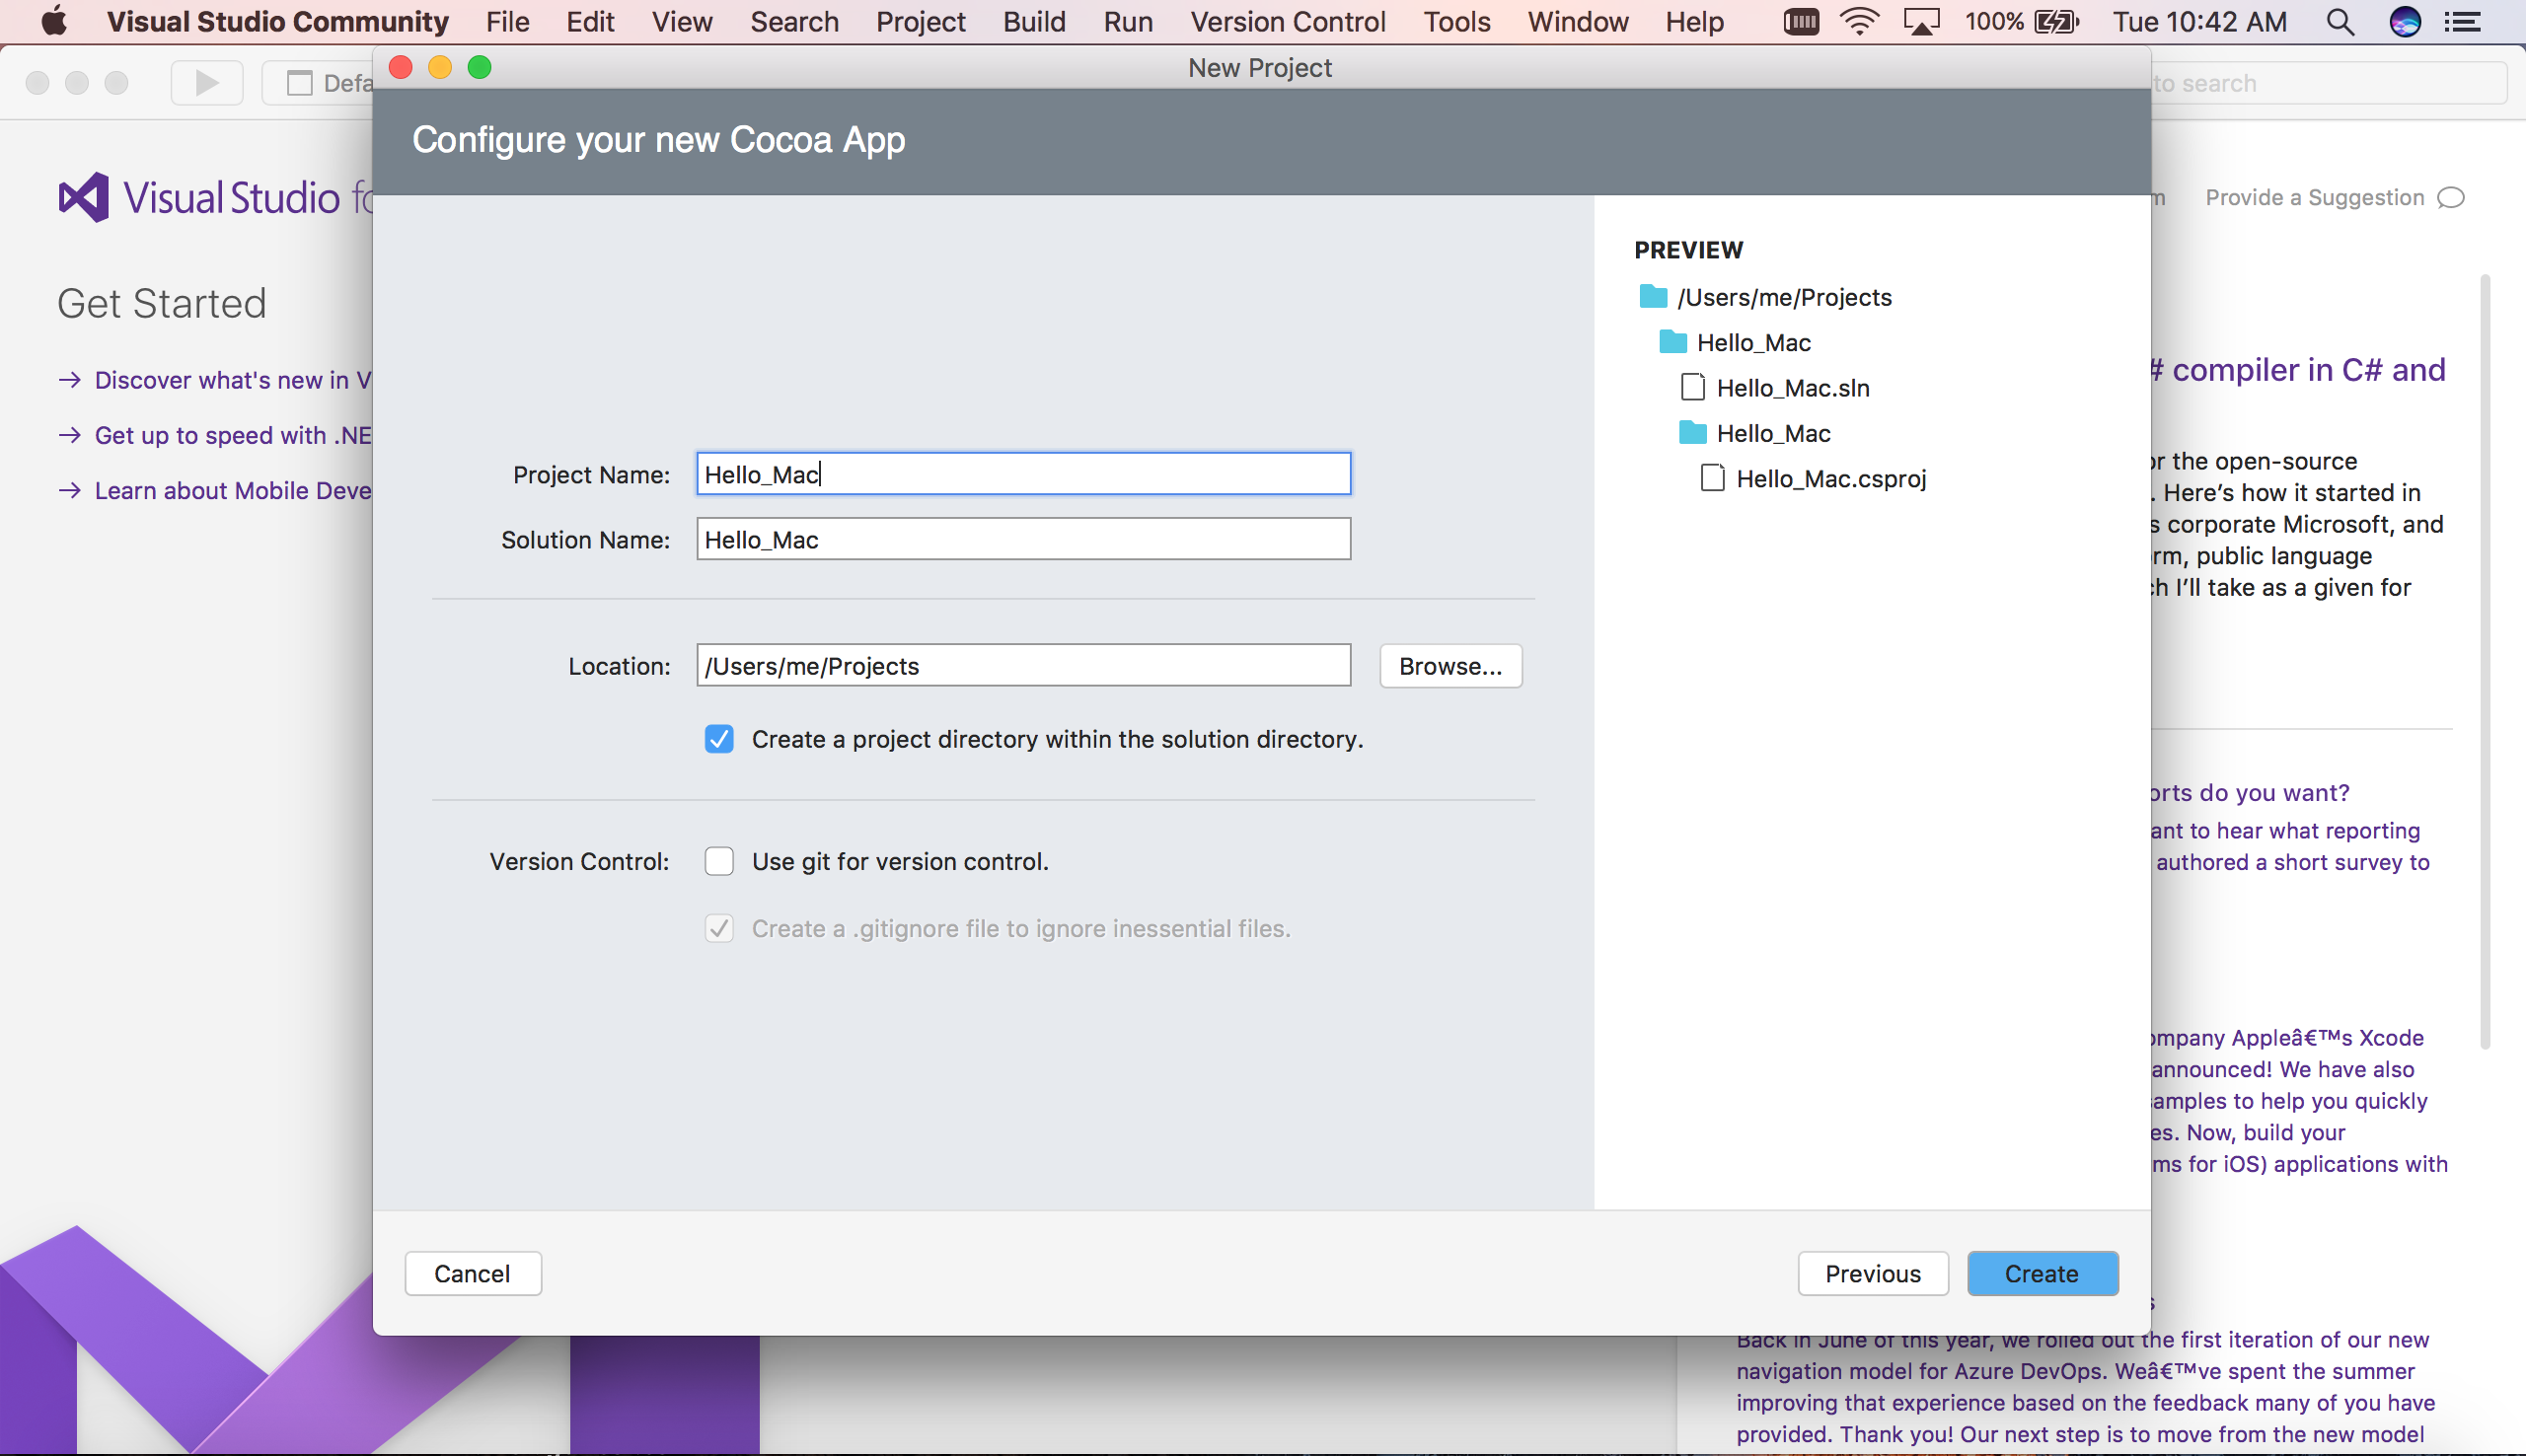 Visual Studio Community File Edit View Search Project Build Run Version Control Tools Window Help 100% Tue 10:42 AM
New Project
to search
Configure your new Cocoa App
Visual Studio
Provide a Suggestion
Get Started
Discover what's new in V
Get up to speed with .NE
Learn about Mobile Deve
Project Name: Hello_Mac
Solution Name: Hello_Mac
Location: /Users/me/Projects Browse...
Create a project directory within the solution directory.
Version Control: Use git for version control.
Create a .gitignore file to ignore inessential files.
PREVIEW
/Users/me/Projects
Hello_Mac
Hello_Mac.sln
Hello_Mac
Hello_Mac.csproj
Cancel Previous Create
# compiler in C# and
or the open-source
. Here’s how it started in
corporate Microsoft, and
public language
I’ll take as a given for
do you want?
to hear what reporting
authored a short survey to
Appleâ€™s Xcode
announced! We have also
samples to help you quickly
Now, build your
for iOS) applications with
Back in June of this year, we rolled out the first iteration of our new
navigation model for Azure DevOps. Weâ€™ve spent the summer
improving that experience based on the feedback many of you have
provided. Thank you! Our next step is to move from the new model